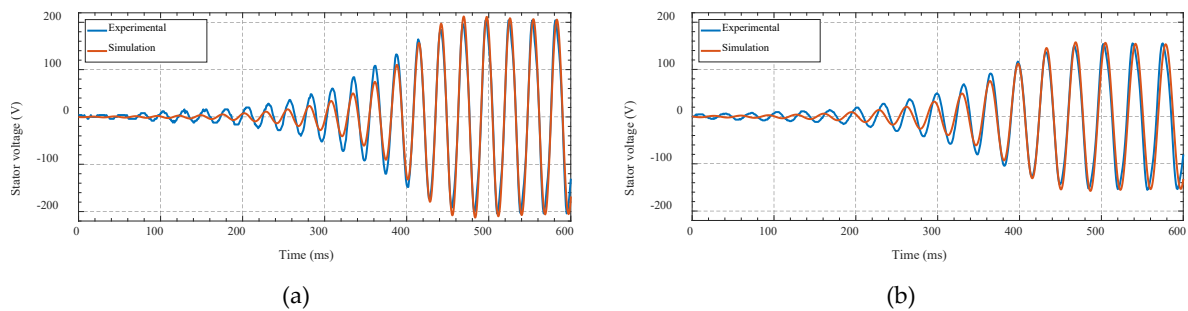 200
100
0
-100
-200
Stator voltage (V)
Experimental
Simulation
0 100 200 300 400 500 600
Time (ms)
(a)
200
100
0
-100
-200
Stator voltage (V)
Experimental
Simulation
0 100 200 300 400 500 600
Time (ms)
(b)